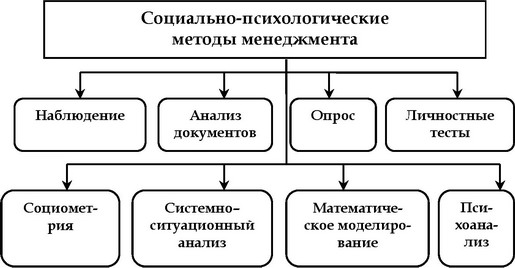 Социально-психологические
методы менеджмента
Наблюдение
Анализ
документов
Опрос
Личностные
тесты
Социомет-
рия
Системно-
ситуационный
анализ
Математиче-
ское моделиро-
вание
Пси-
хоана-
лиз